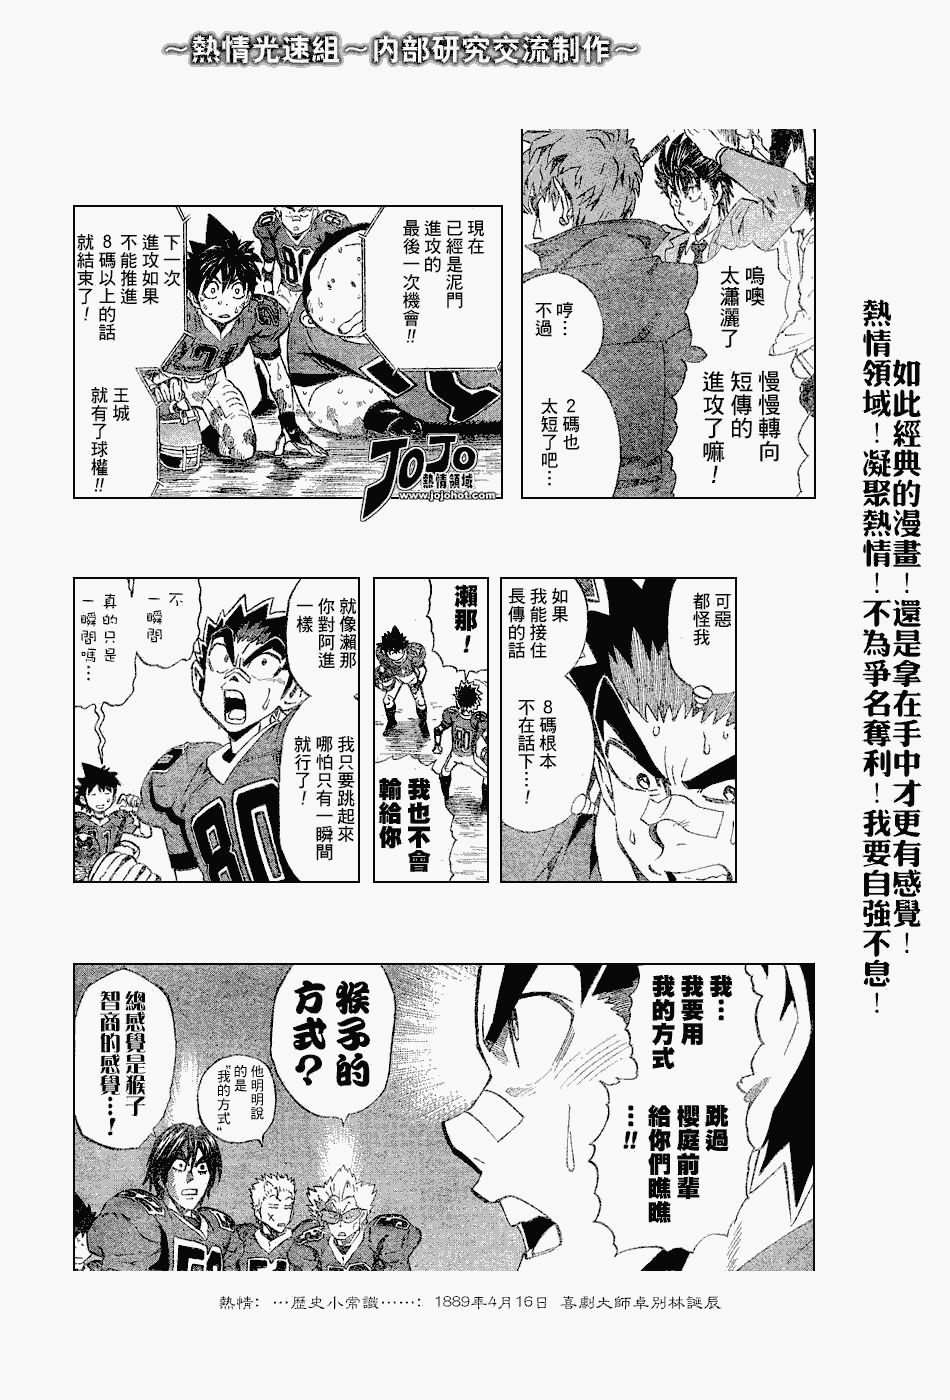 ～熱情光速組～內部研究交流制作～
嗚噢
太瀟灑了
慢慢轉向
短傳的
進攻了嘛！
哼…
不過
2碼也
太短了吧…
現在
已經是泥門
進攻的
最後一次機會!!
下一次
進攻如果
不能推進
8碼以上的話
就結束了！
王城
就有了球權!!
JOJO
熱情領域
www.jojohot.com
可惡
都怪我
如果
我能接住
長傳的話
8碼根本
不在話下…！
瀨那！
我也不會
輸給你
就像瀨那
你對阿進
一樣
我只要跳起來
哪怕只有一瞬間
就行了！
不
一瞬間
真的只是
一瞬間嗎…
我…
我要用
我的方式
跳過
櫻庭前輩
給你們瞧瞧
…!!
猴子的
方式？
他明明說
的是
“我的方式”
總感覺是猴子
智商的感覺…！
如此經典的漫畫！還是拿在手中才更有感覺！
熱情領域！凝聚熱情！不為爭名奪利！我要自強不息！
熱情：…歷史小常識……：1889年4月16日 喜劇大師卓別林誕辰